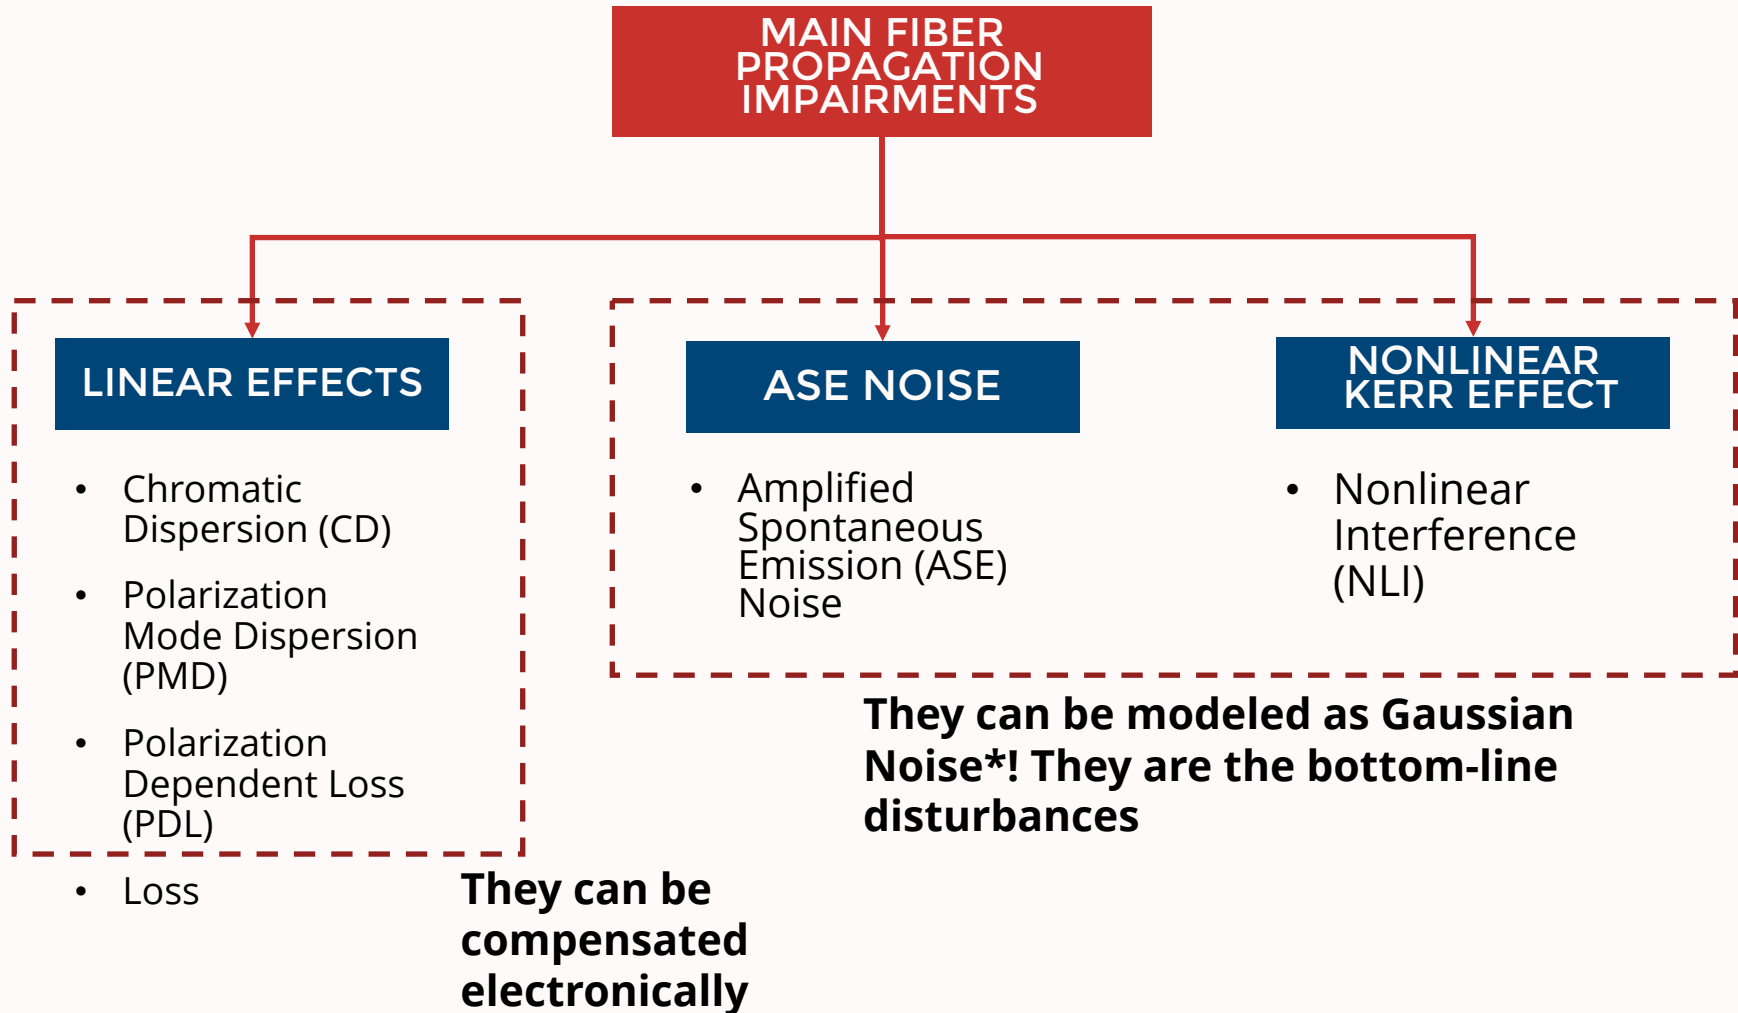 MAIN FIBER
PROPAGATION
IMPAIRMENTS
LINEAR EFFECTS
• Chromatic
Dispersion (CD)
• Polarization
Mode Dispersion
(PMD)
• Polarization
Dependent Loss
(PDL)
• Loss
They can be
compensated
electronically
ASE NOISE
• Amplified
Spontaneous
Emission (ASE)
Noise
NONLINEAR
KERR EFFECT
• Nonlinear
Interference
(NLI)
They can be modeled as Gaussian
Noise*! They are the bottom-line
disturbances